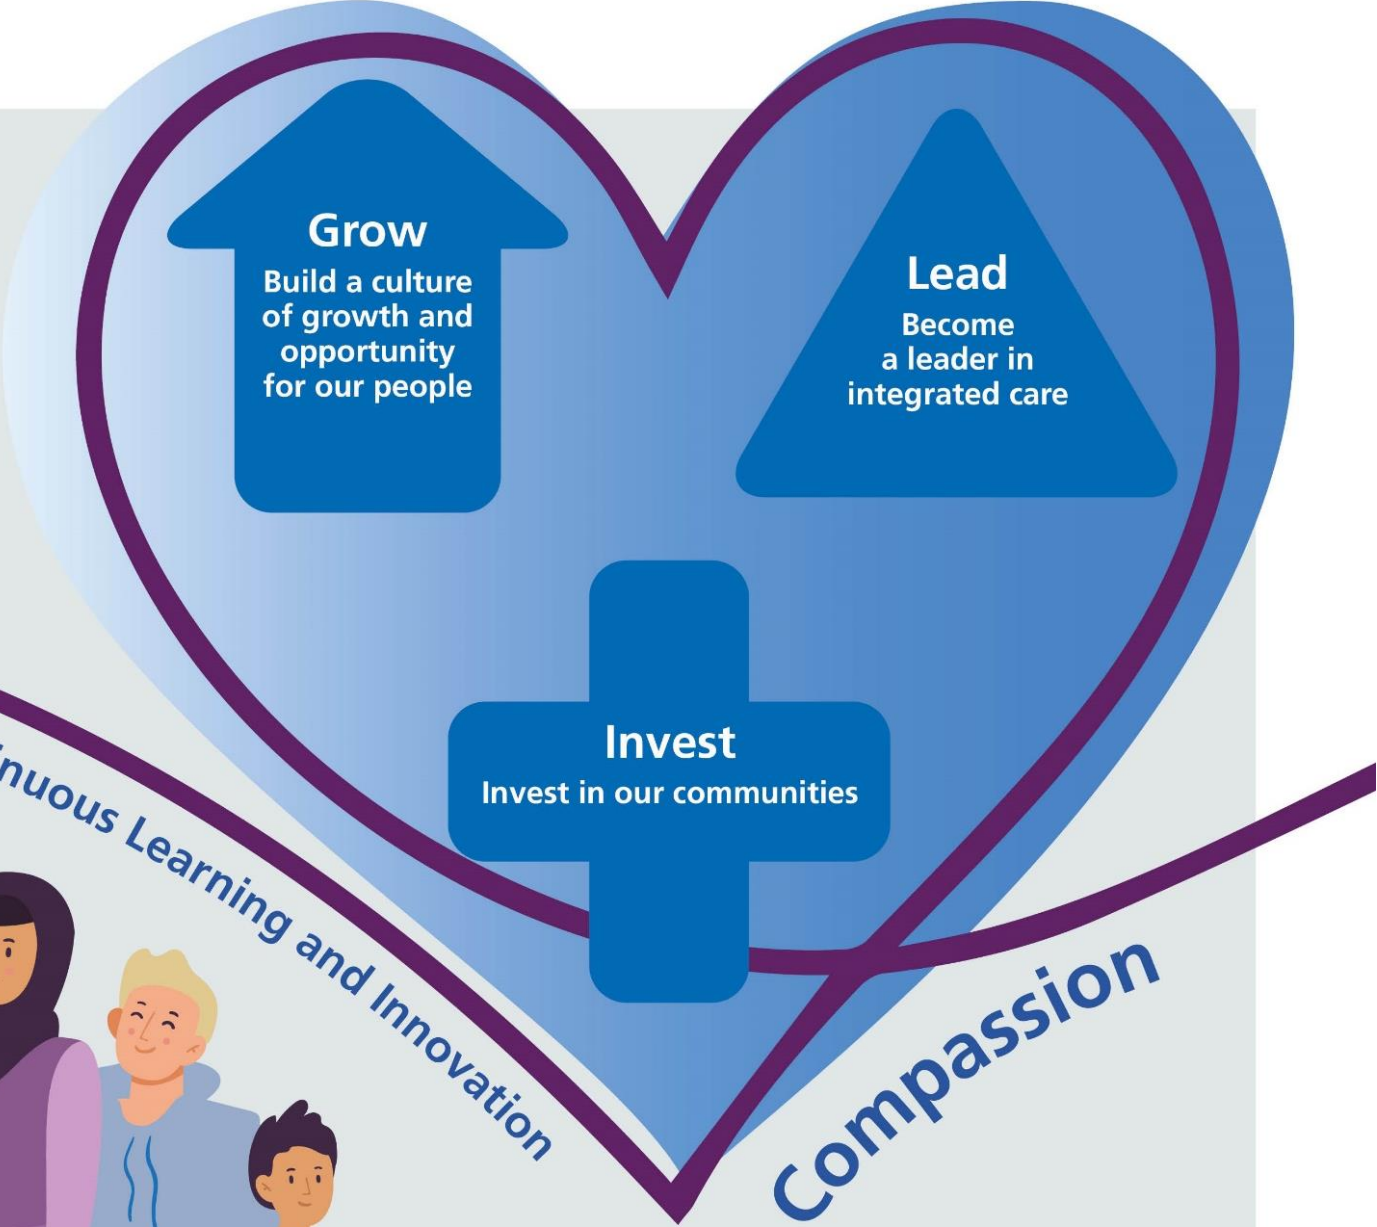 Grow
Build a culture
of growth and
opportunity
for our people
Lead
Become
a leader in
integrated care
Invest
Invest in our communities
Learning and Innovation
Compassion